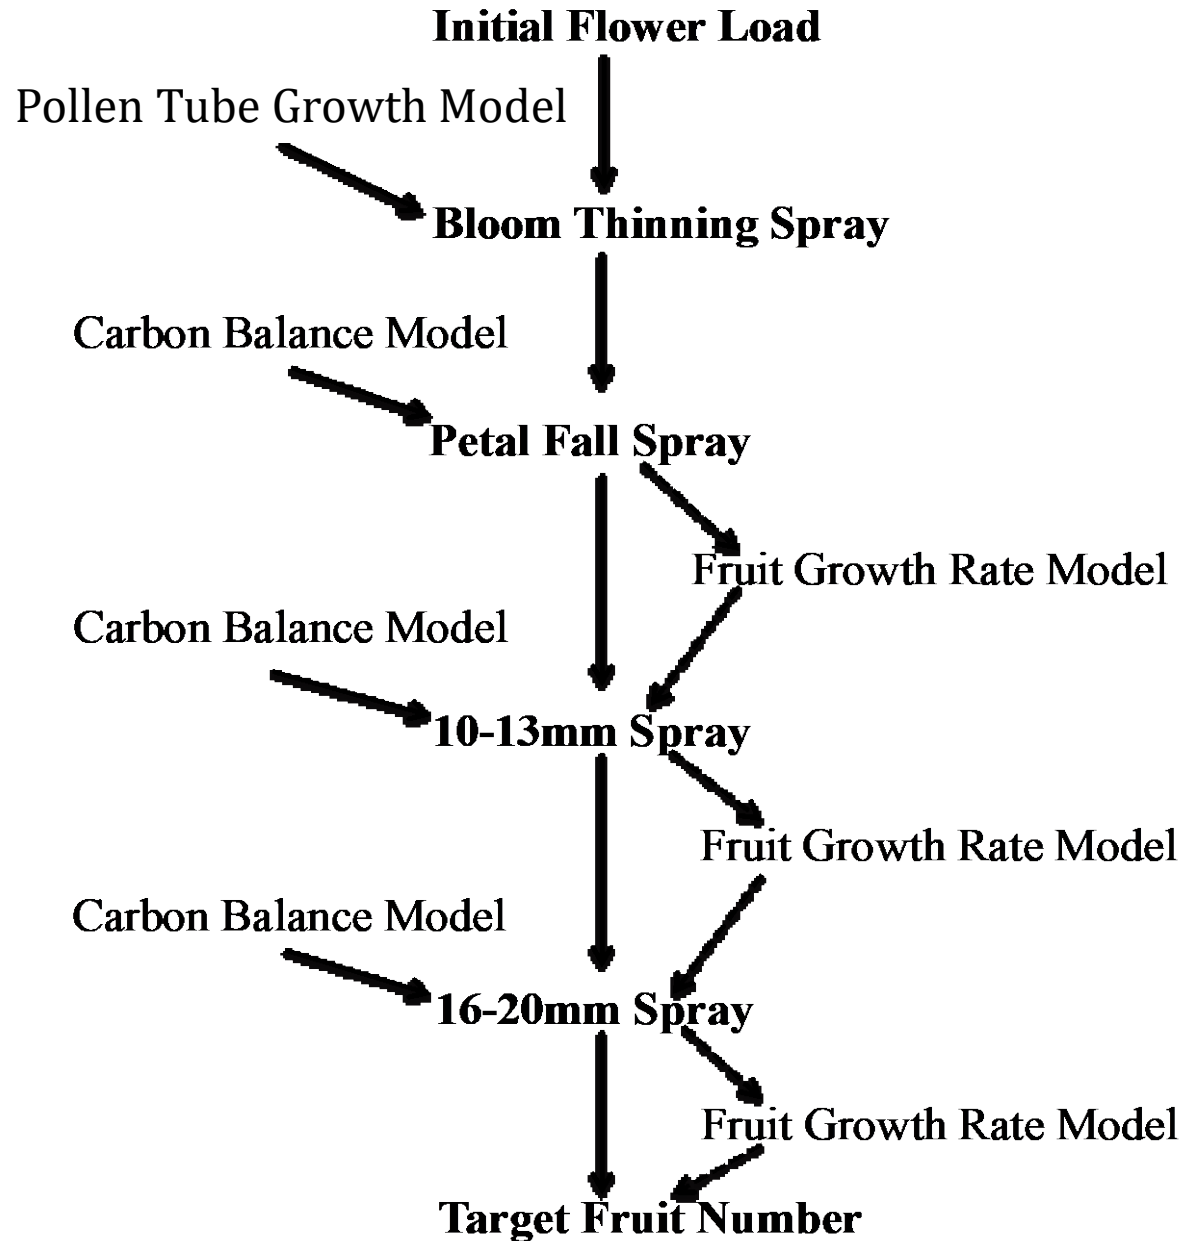 Initial Flower Load
Pollen Tube Growth Model
Bloom Thinning Spray
Carbon Balance Model
Petal Fall Spray
Fruit Growth Rate Model
Carbon Balance Model
10-13mm Spray
Fruit Growth Rate Model
Carbon Balance Model
16-20mm Spray
Fruit Growth Rate Model
Target Fruit Number